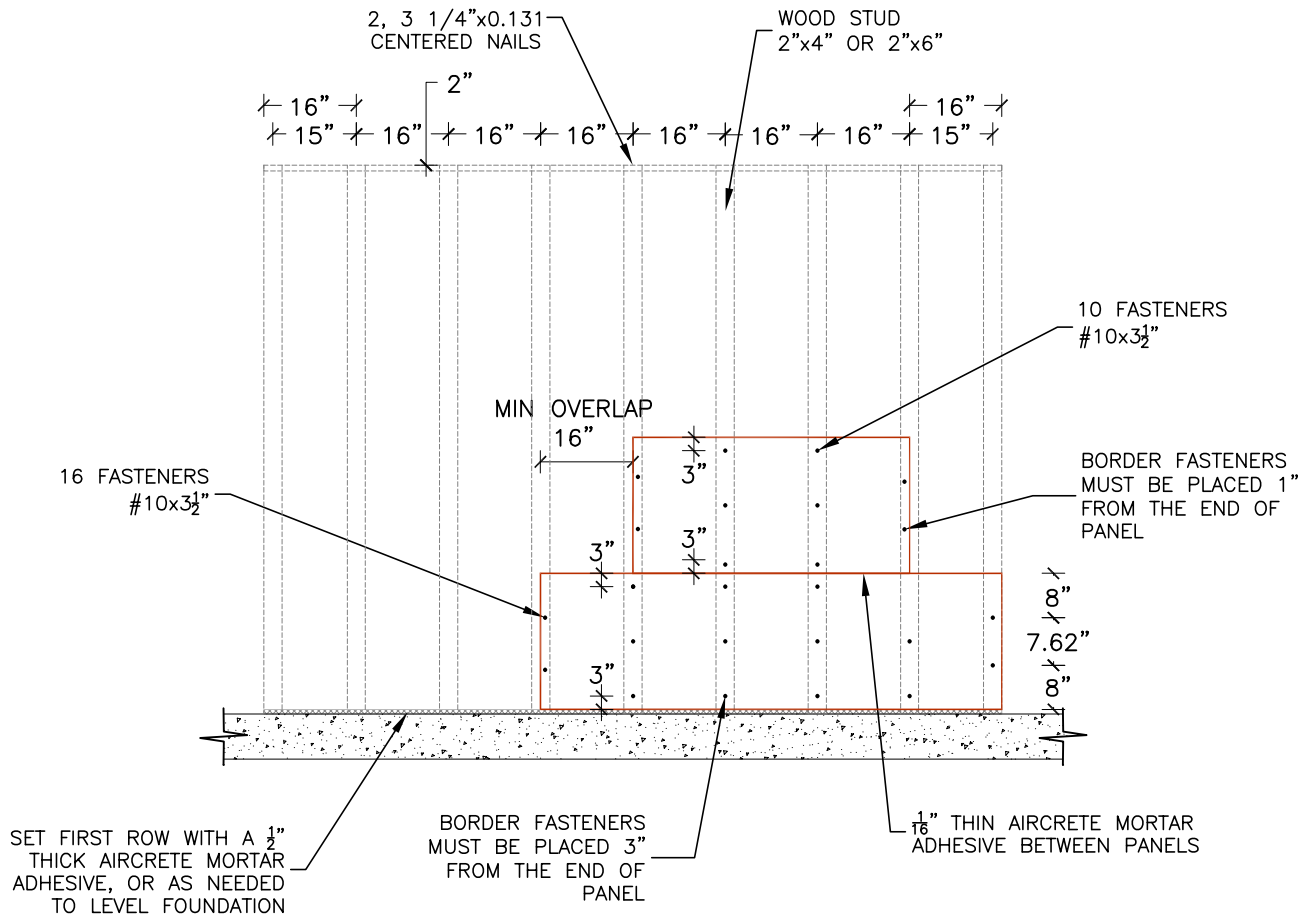 2, 3 1/4”x0.131
CENTERED NAILS
WOOD STUD
2”x4” OR 2”x6”
2”
16”
16”
15”
16”
16”
16”
16”
16”
16”
15”
10 FASTENERS
#10x3½”
MIN OVERLAP
16”
3”
BORDER FASTENERS
MUST BE PLACED 1”
FROM THE END OF
PANEL
16 FASTENERS
#10x3½”
3”
3”
8”
7.62”
3”
8”
SET FIRST ROW WITH A ½”
THICK AIRCRETE MORTAR
ADHESIVE, OR AS NEEDED
TO LEVEL FOUNDATION
BORDER FASTENERS
MUST BE PLACED 3”
FROM THE END OF
PANEL
1/16” THIN AIRCRETE MORTAR
ADHESIVE BETWEEN PANELS